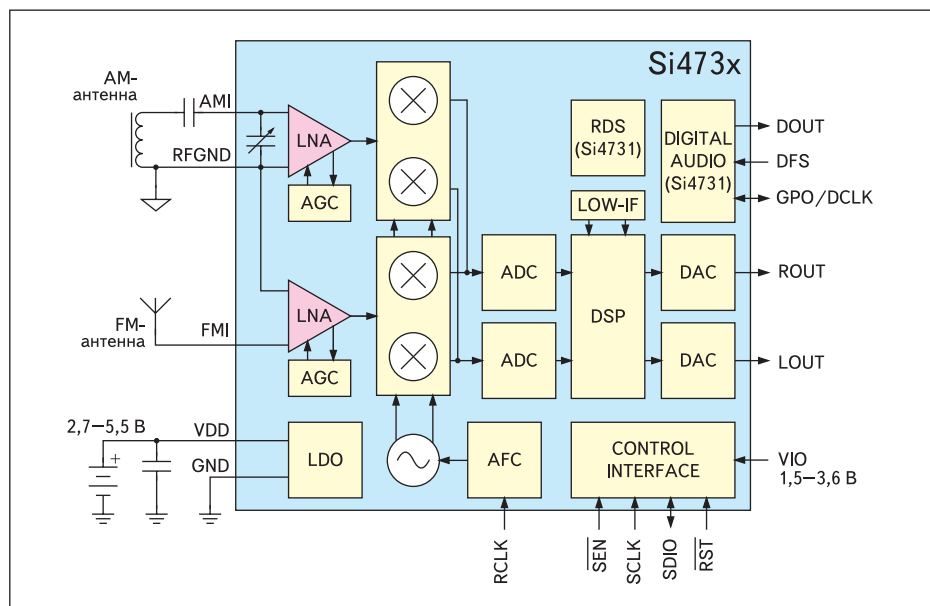 Si473x
AM-
антенна
AMI
RFGND
LNA
AGC
RDS
(Si4731)
DIGITAL
AUDIO
(Si4731)
DOUT
DFS
GPO/DCLK
LOW-IF
ADC
DSP
DAC
ROUT
FM-
антенна
FMI
LNA
AGC
ADC
DAC
LOUT
2,7–5,5 В
VDD
GND
+
LDO
AFC
CONTROL
INTERFACE
VIO
1,5–3,6 В
RCLK
SEN
SCLK
SDIO
RST